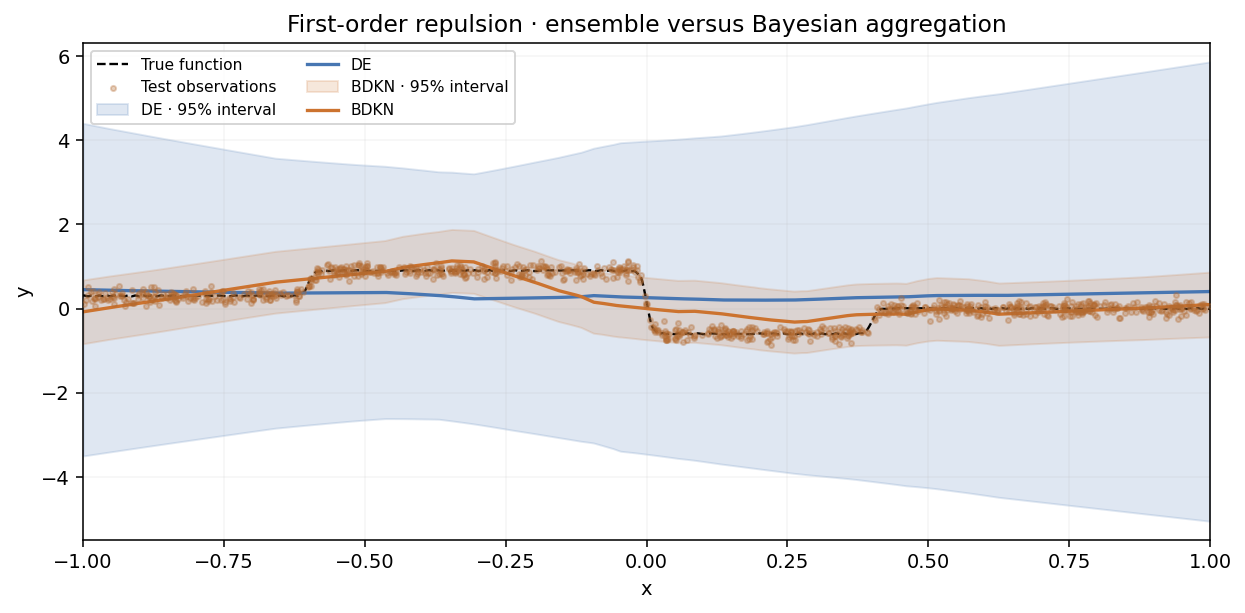 First-order repulsion · ensemble versus Bayesian aggregation
True function
Test observations
DE · 95% interval
DE
BDKN · 95% interval
BDKN
6
4
2
0
−2
−4
y
−1.00
−0.75
−0.50
−0.25
0.00
0.25
0.50
0.75
1.00
x